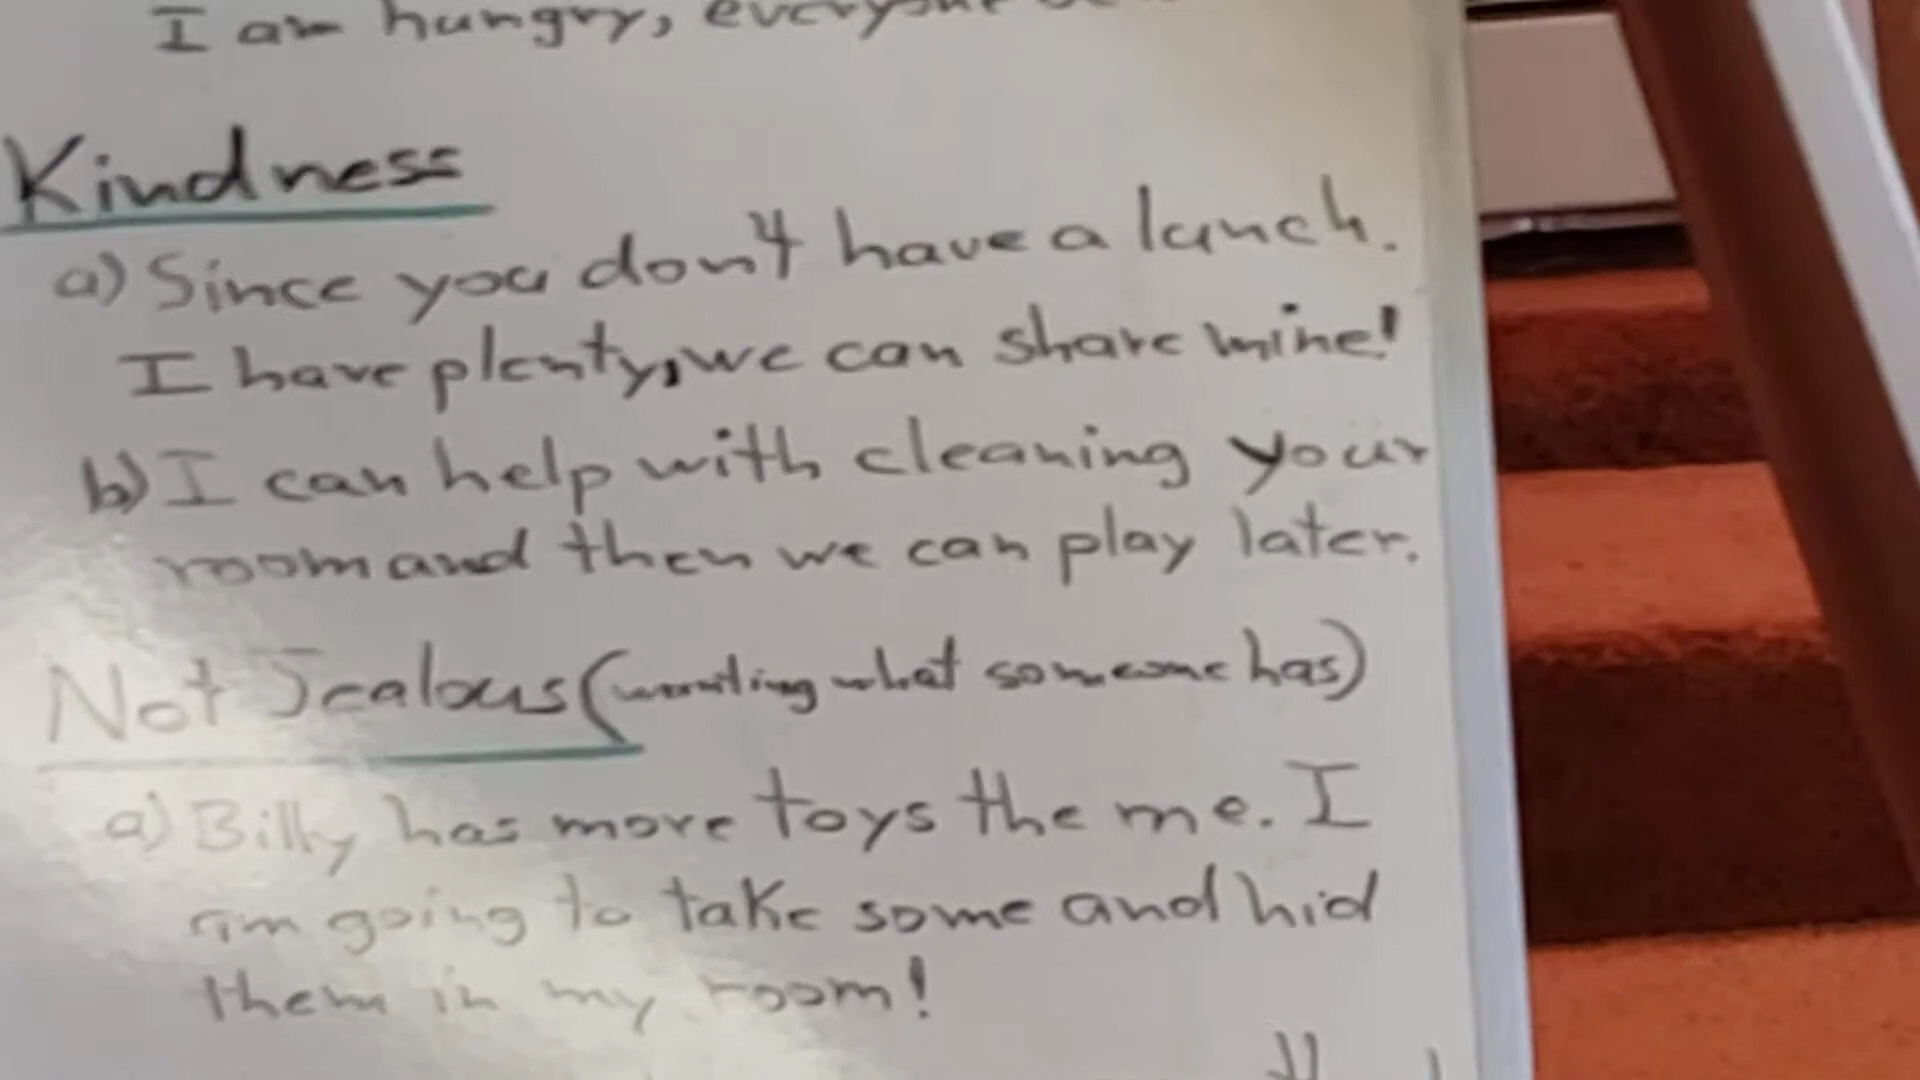 I am hungry, everyone
Kindness
a) Since you don't have a lunch.
I have plenty, we can share mine!
b) I can help with cleaning your
room and then we can play later.
Not Jealous (wanting what someone has)
a) Billy has more toys the me. I
am going to take some and hid
them in my room!